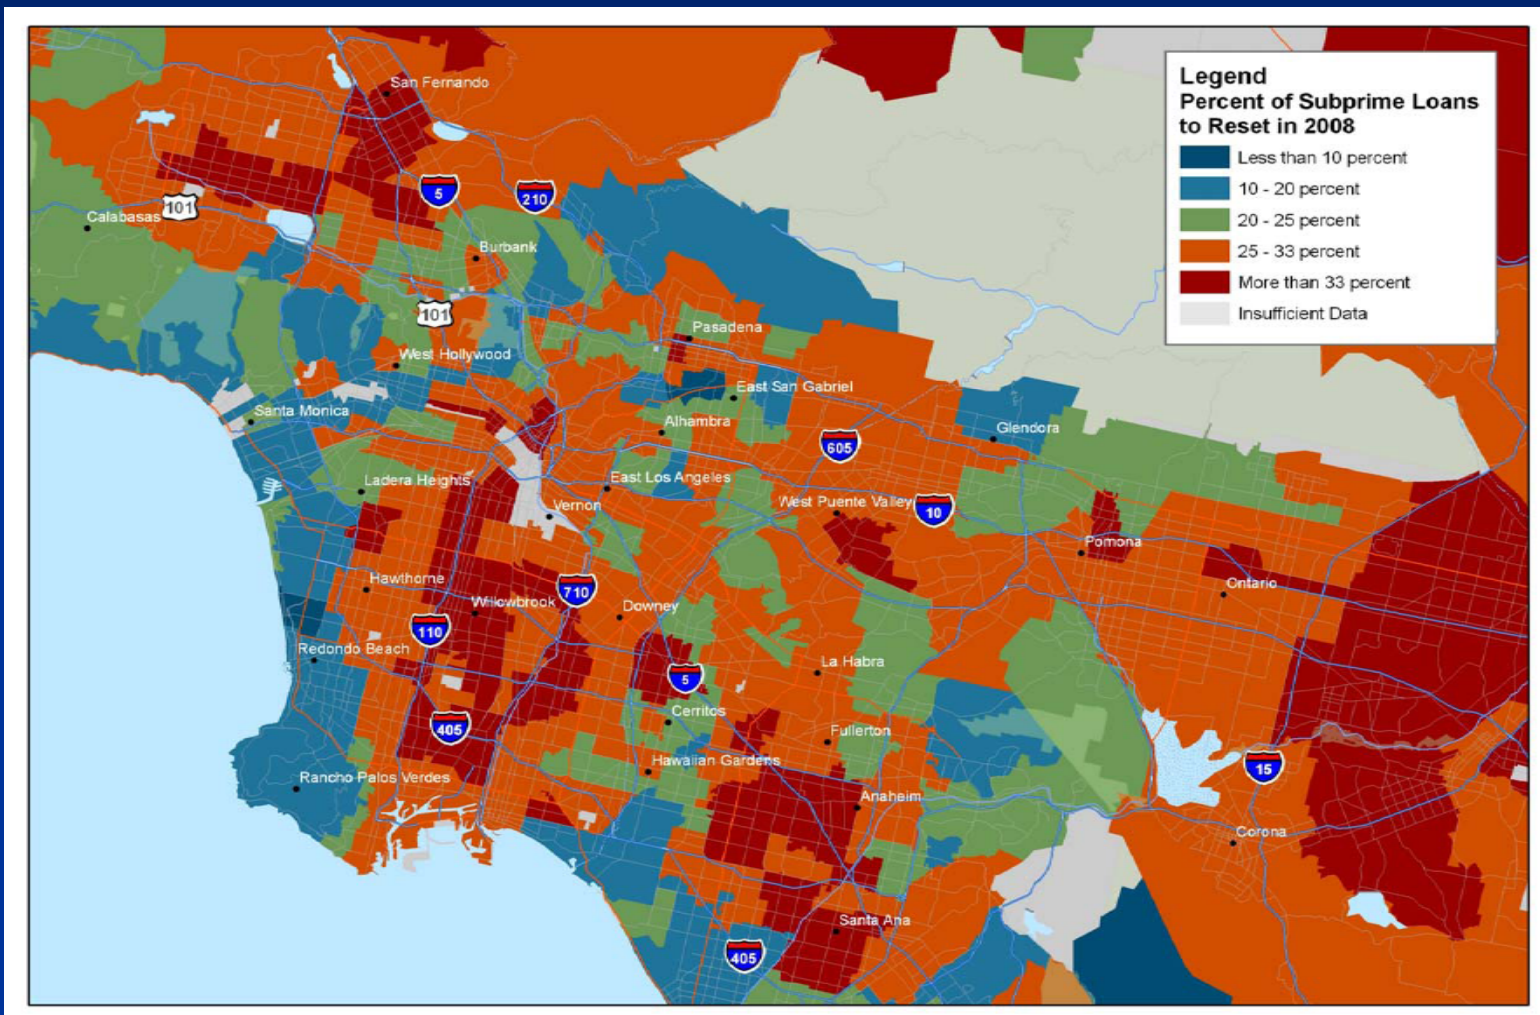 Legend
Percent of Subprime Loans
to Reset in 2008
Less than 10 percent
10 - 20 percent
20 - 25 percent
25 - 33 percent
More than 33 percent
Insufficient Data
San Fernando
5
210
101
Calabasas
Burbank
101
Pasadena
West Hollywood
East San Gabriel
Santa Monica
Alhambra
Glendora
605
Ladera Heights
East Los Angeles
West Puente Valley
Vernon
10
Pomona
Hawthorne
710
Ontario
Willowbrook
Downey
110
Redondo Beach
La Habra
5
Cerritos
405
Fullerton
Hawaiian Gardens
15
Rancho Palos Verdes
Anaheim
Corona
Santa Ana
405